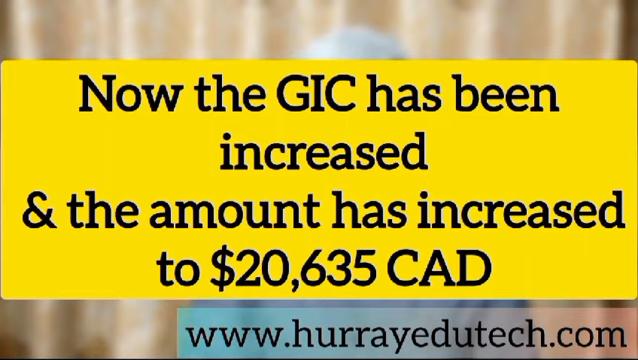 Now the GIC has been
increased
& the amount has increased
to $20,635 CAD
www.hurrayedutech.com